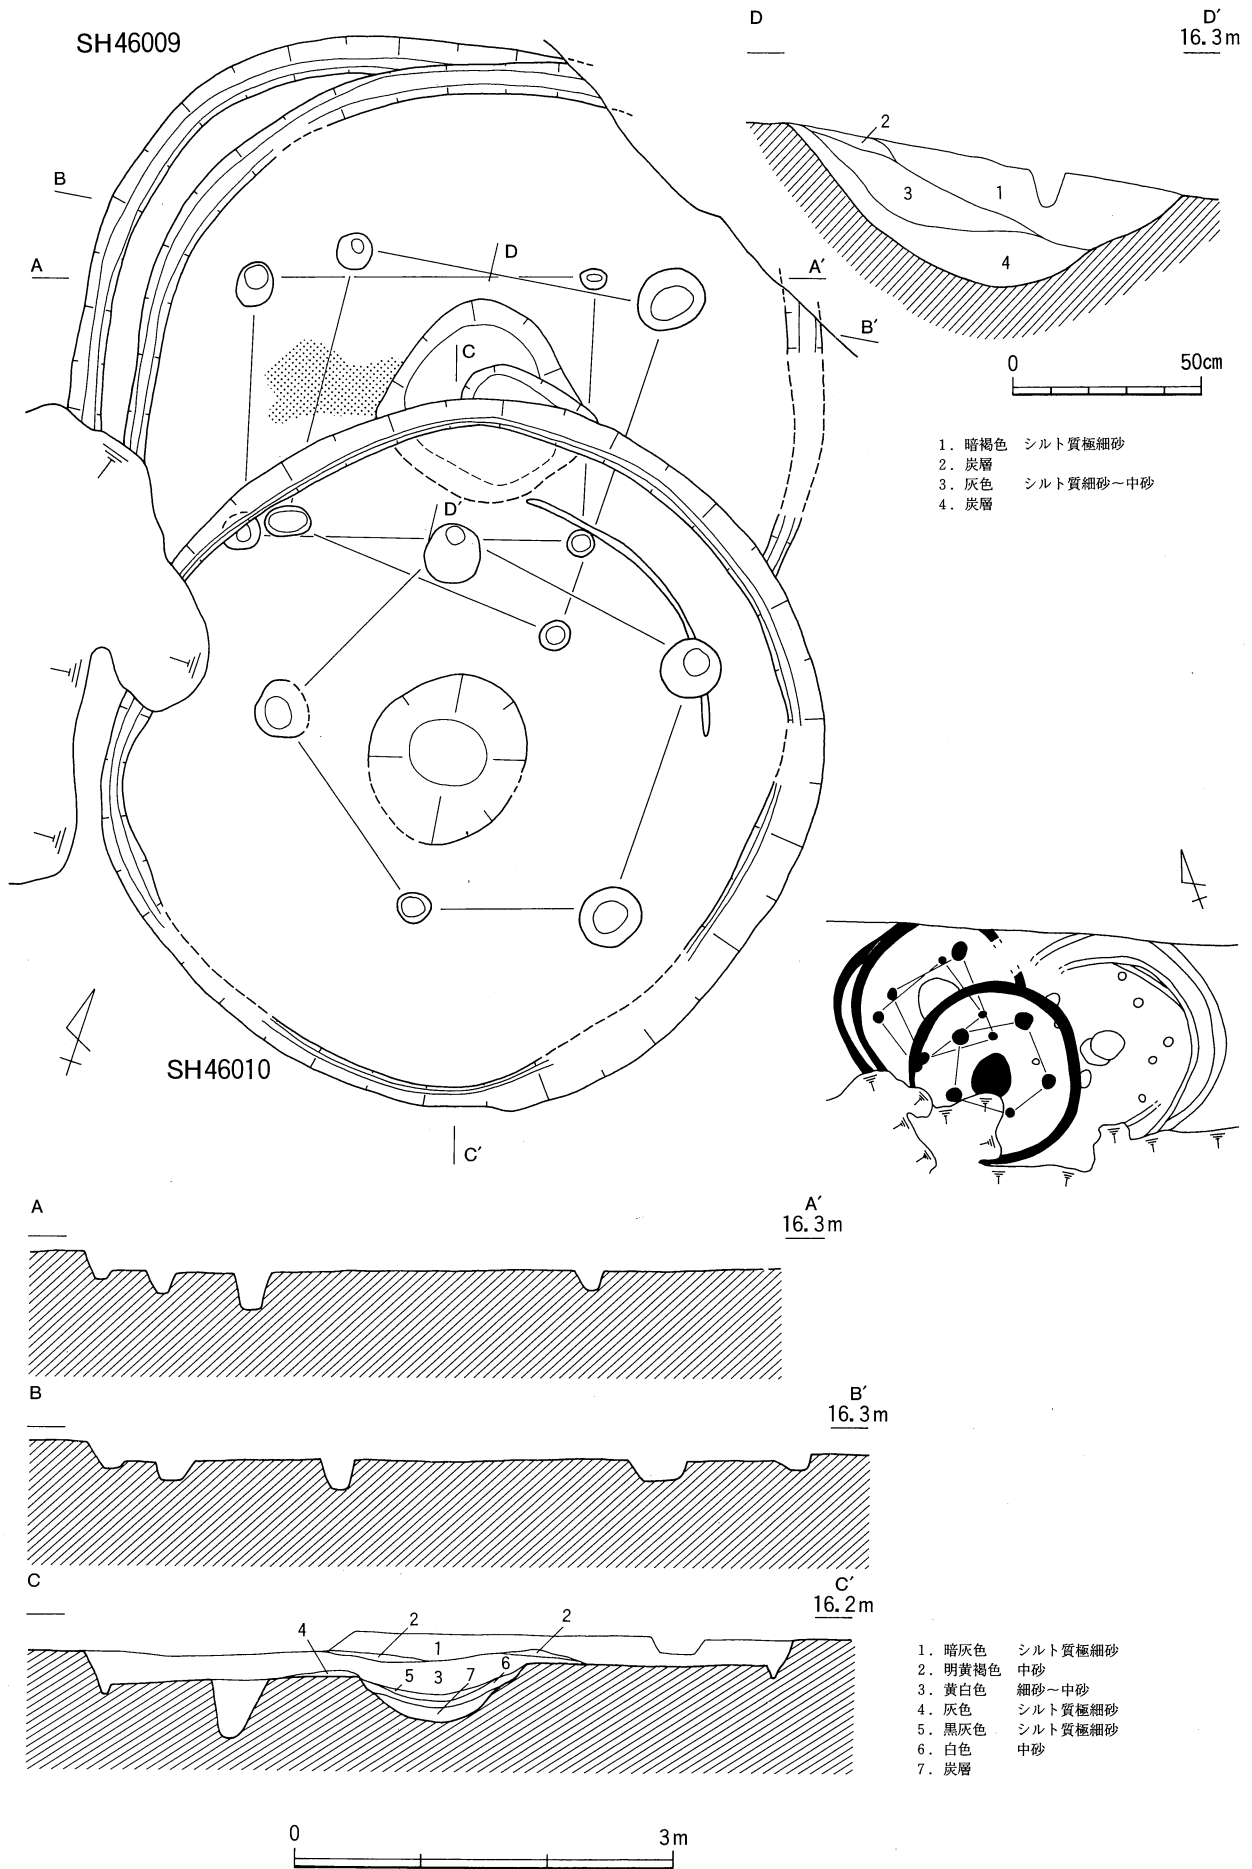 SH46009
D
D′
16.3m
2
3
1
4
B
A
D
A′
B′
C
0 50cm
1. 暗褐色 シルト質極細砂
2. 炭層
3. 灰色 シルト質細砂～中砂
4. 炭層
D′
SH46010
C′
A
A′
16.3m
B
B′
16.3m
C
C′
16.2m
4
2
2
1
5
3
7
6
1. 暗灰色 シルト質極細砂
2. 明黄褐色 中砂
3. 黄白色 細砂～中砂
4. 灰色 シルト質極細砂
5. 黒灰色 シルト質極細砂
6. 白色 中砂
7. 炭層
0 3m